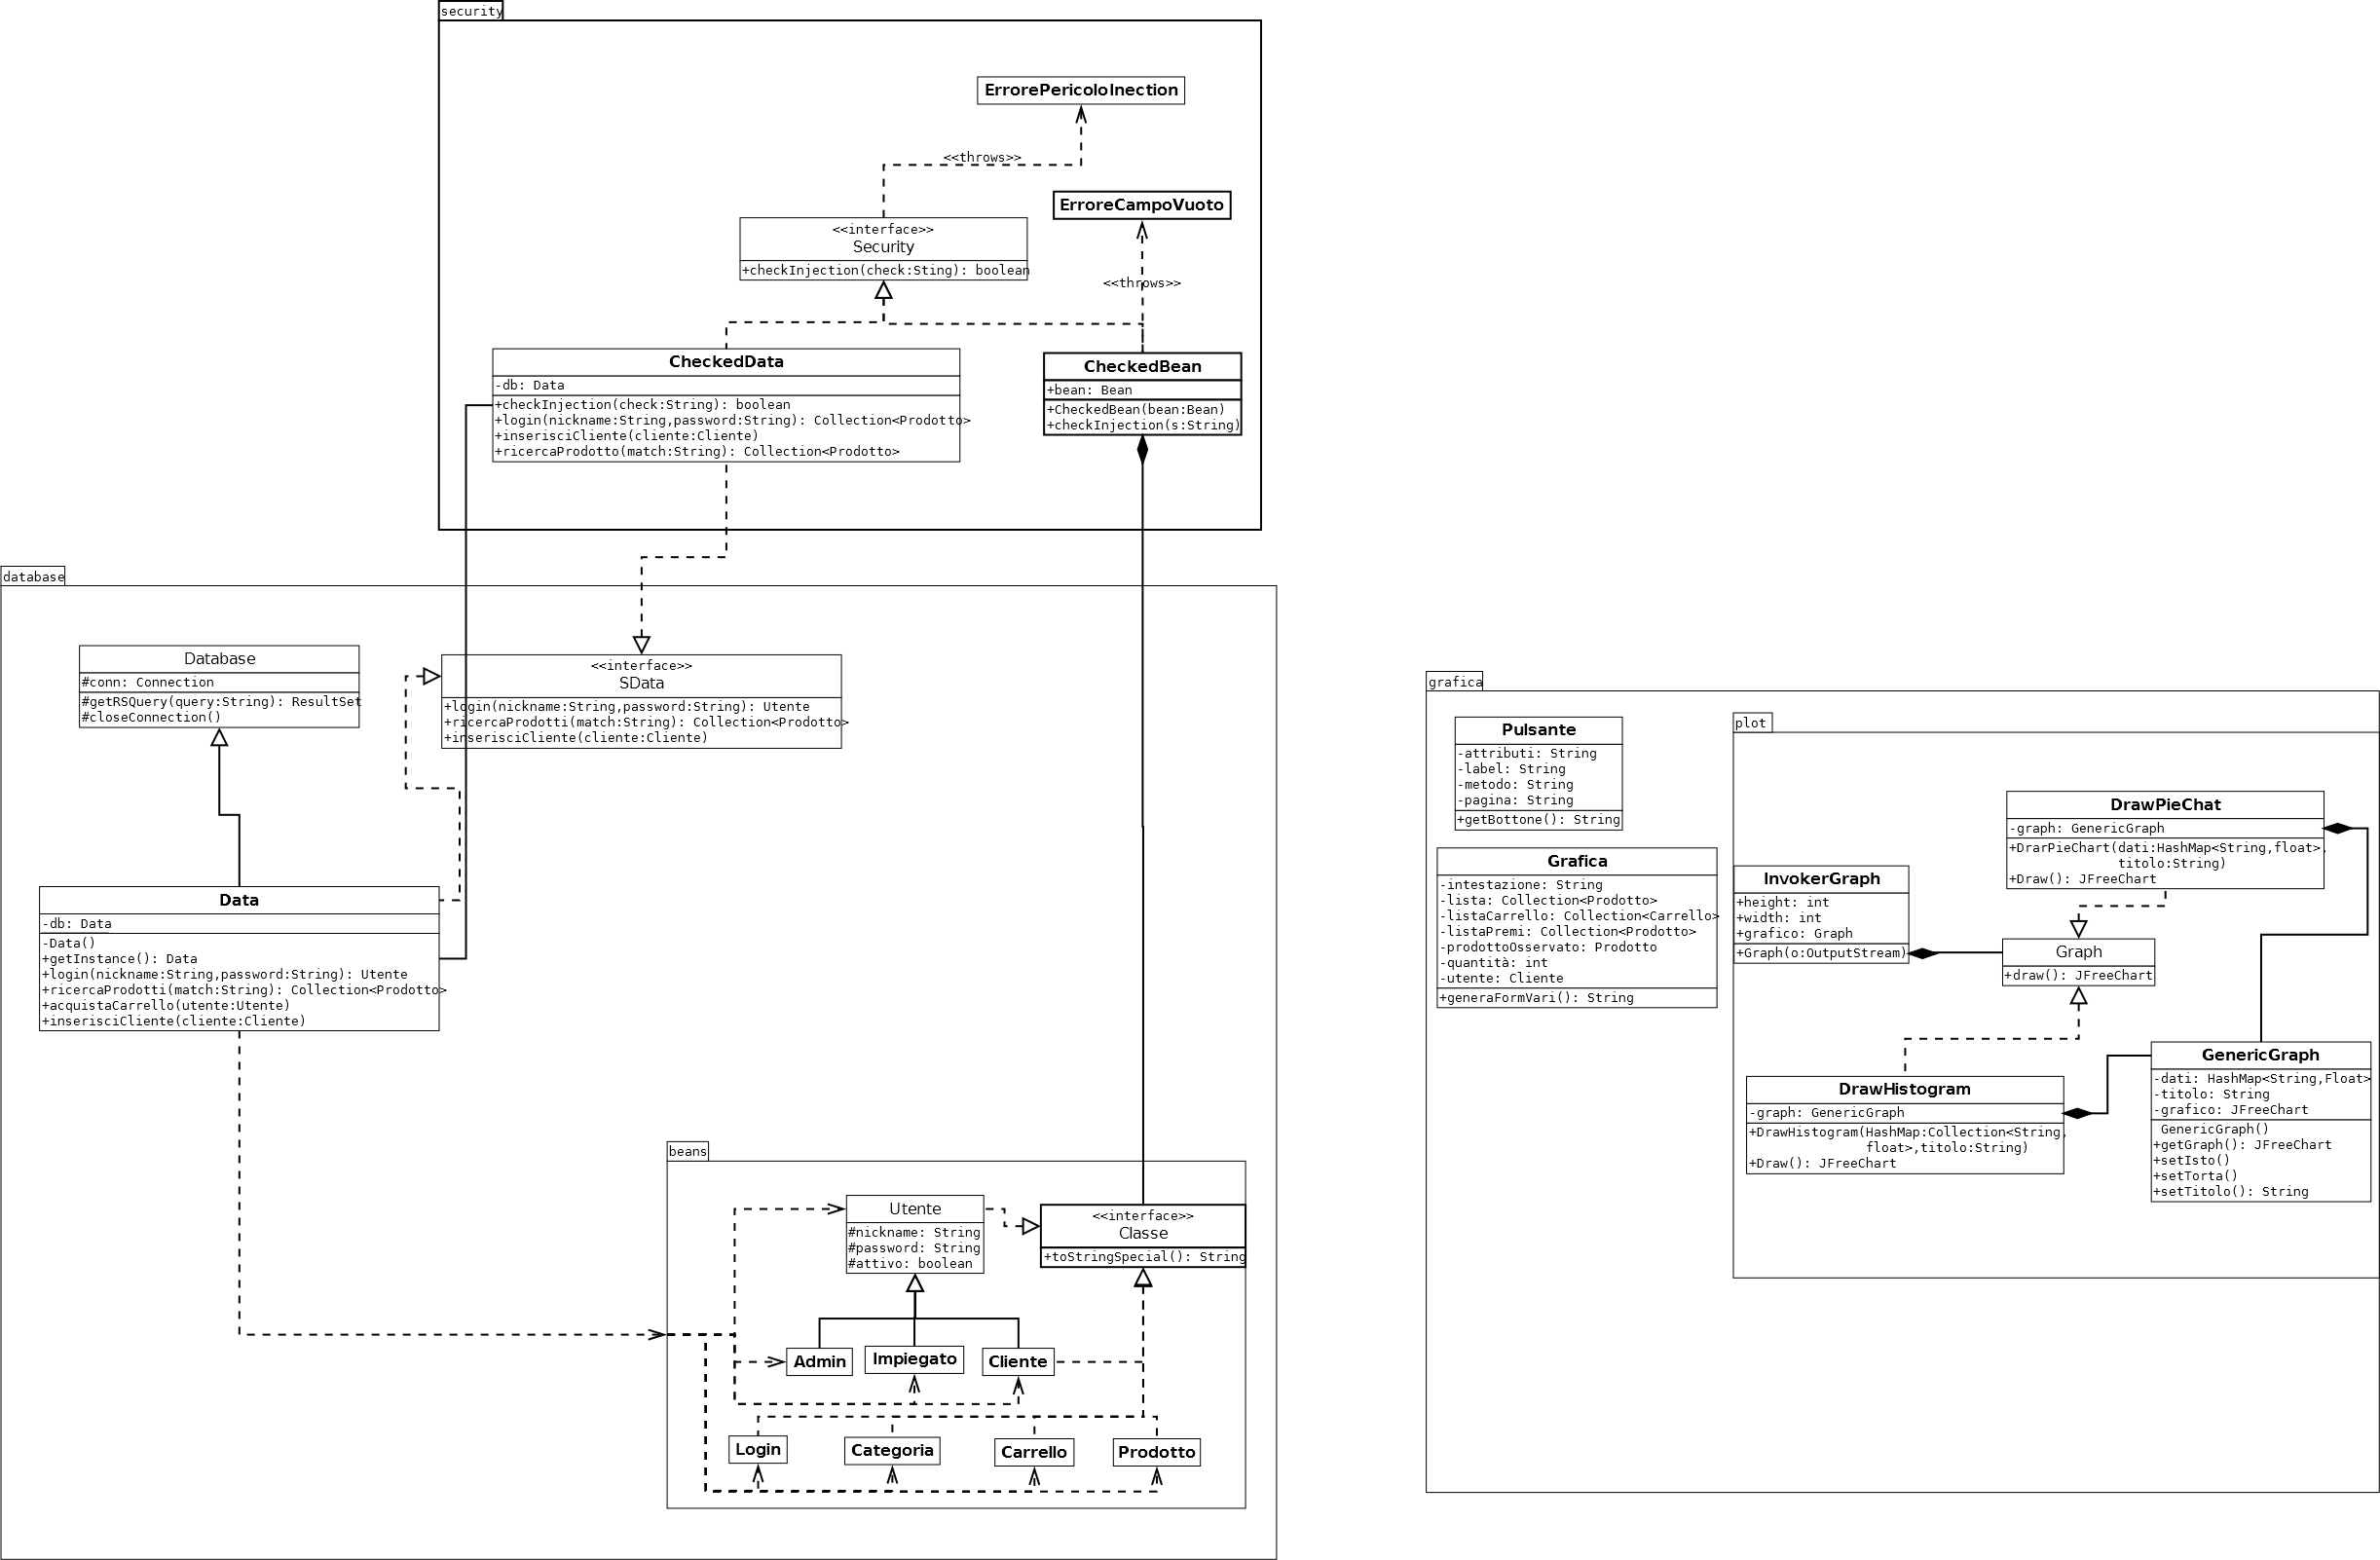 security
ErrorePericoloInection
<<throws>>
ErroreCampoVuoto
<<interface>>
Security
+checkInjection(check:Sting): boolean
<<throws>>
CheckedData
-db: Data
+checkInjection(check:String): boolean
+login(nickname:String,password:String): Collection<Prodotto>
+inserisciCliente(cliente:Cliente)
+ricercaProdotto(match:String): Collection<Prodotto>
CheckedBean
+bean: Bean
+CheckedBean(bean:Bean)
+checkInjection(s:String)
database
Database
#conn: Connection
#getRSQuery(query:String): ResultSet
#closeConnection()
<<interface>>
SData
+login(nickname:String,password:String): Utente
+ricercaProdotti(match:String): Collection<Prodotto>
+inserisciCliente(cliente:Cliente)
Data
-db: Data
-Data()
+getInstance(): Data
+login(nickname:String,password:String): Utente
+ricercaProdotti(match:String): Collection<Prodotto>
+acquistaCarrello(utente:Utente)
+inserisciCliente(cliente:Cliente)
beans
Utente
#nickname: String
#password: String
#attivo: boolean
<<interface>>
Classe
+toStringSpecial(): String
Admin
Impiegato
Cliente
Login
Categoria
Carrello
Prodotto
grafica
Pulsante
-attributi: String
-label: String
-metodo: String
-pagina: String
+getBottone(): String
Grafica
-intestazione: String
-lista: Collection<Prodotto>
-listaCarrello: Collection<Carrello>
-listaPremi: Collection<Prodotto>
-prodottoOsservato: Prodotto
-quantità: int
-utente: Cliente
+generaFormVari(): String
plot
DrawPieChat
-graph: GenericGraph
+DrarPieChart(dati:HashMap<String,float>,
titolo:String)
+Draw(): JFreeChart
InvokerGraph
+height: int
+width: int
+grafico: Graph
+Graph(o:OutputStream)
Graph
+draw(): JFreeChart
DrawHistogram
-graph: GenericGraph
+DrawHistogram(HashMap:Collection<String,
float>,titolo:String)
+Draw(): JFreeChart
GenericGraph
-dati: HashMap<String,Float>
-titolo: String
-grafico: JFreeChart
GenericGraph()
+getGraph(): JFreeChart
+setIsto()
+setTorta()
+setTitolo(): String